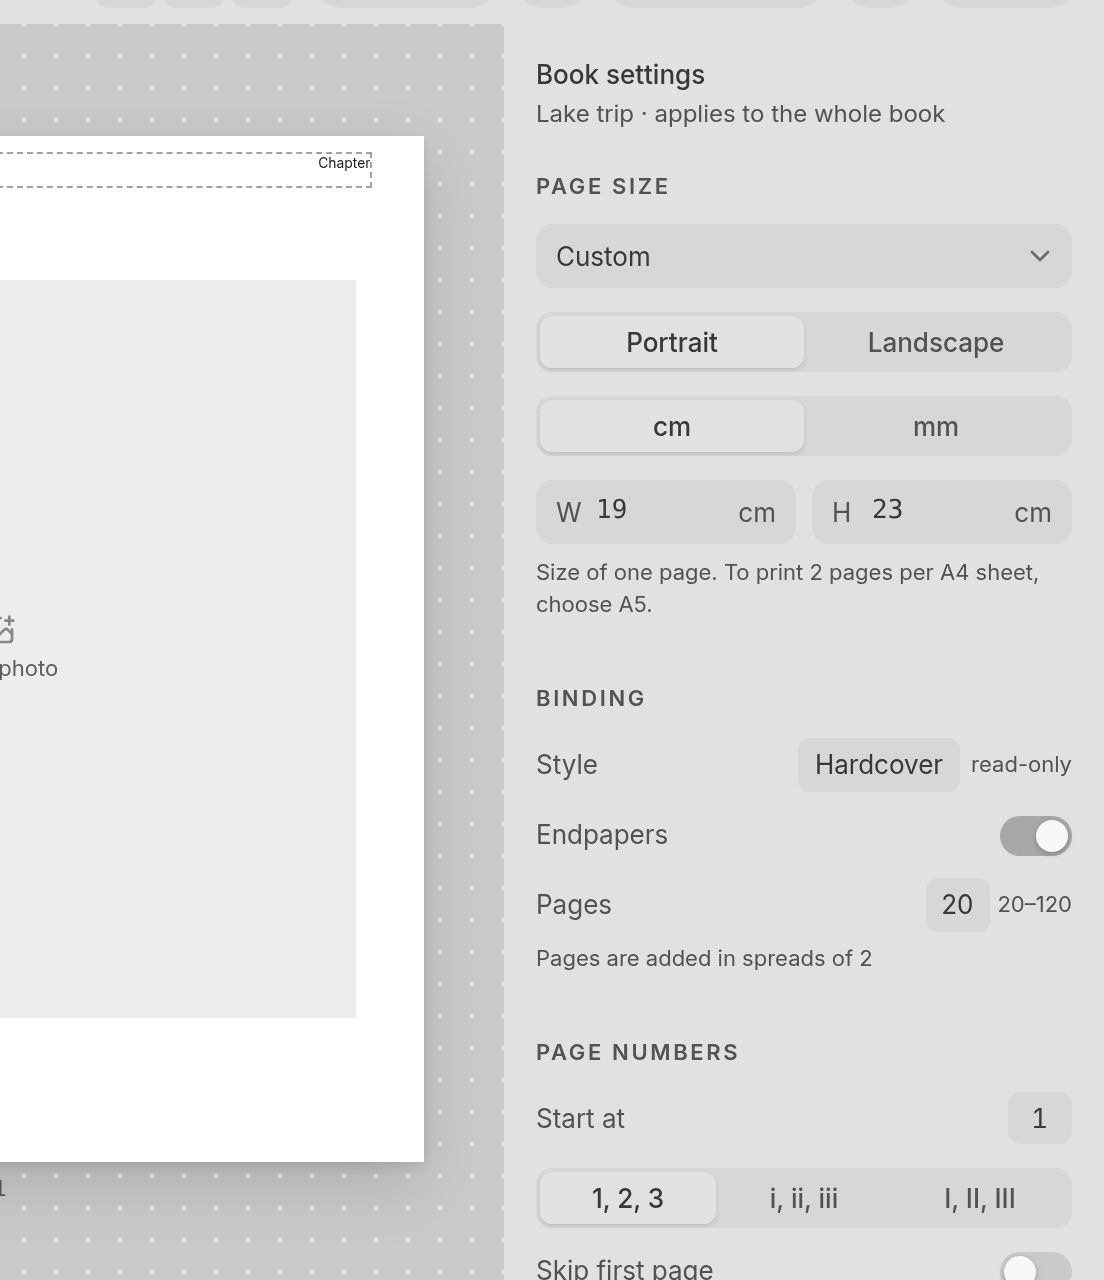 Book settings
Lake trip · applies to the whole book
PAGE SIZE
Custom
Portrait
Landscape
cm
mm
W 19 cm
H 23 cm
Size of one page. To print 2 pages per A4 sheet,
choose A5.
BINDING
Style
Hardcover
read-only
Endpapers
Pages
20
20–120
Pages are added in spreads of 2
PAGE NUMBERS
Start at
1
1, 2, 3
i, ii, iii
I, II, III
Skip first page
Chapter
photo